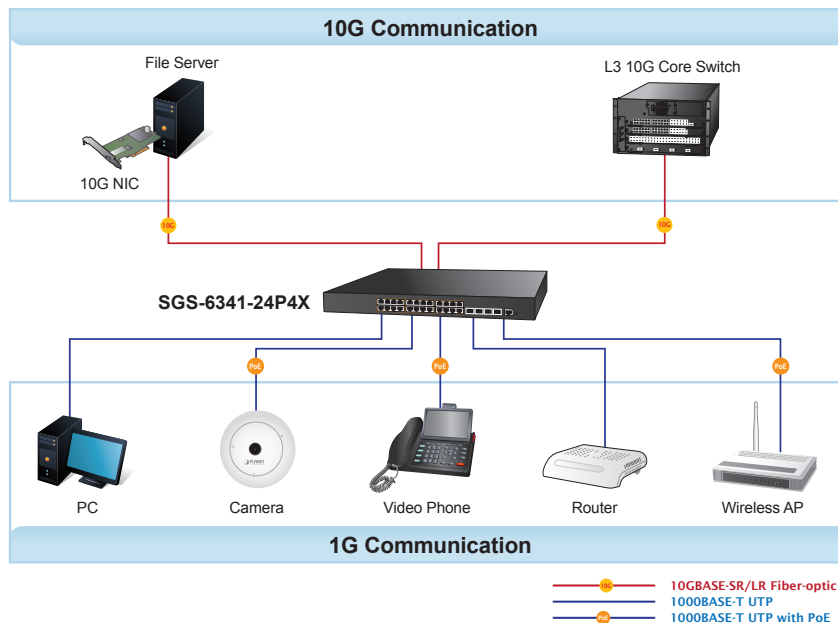 10G Communication
File Server
L3 10G Core Switch
10G NIC
10G
10G
SGS-6341-24P4X
PoE
PoE
PoE
PLANET
PC
Camera
Video Phone
Router
Wireless AP
1G Communication
10G
10GBASE-SR/LR Fiber-optic
1000BASE-T UTP
PoE
1000BASE-T UTP with PoE